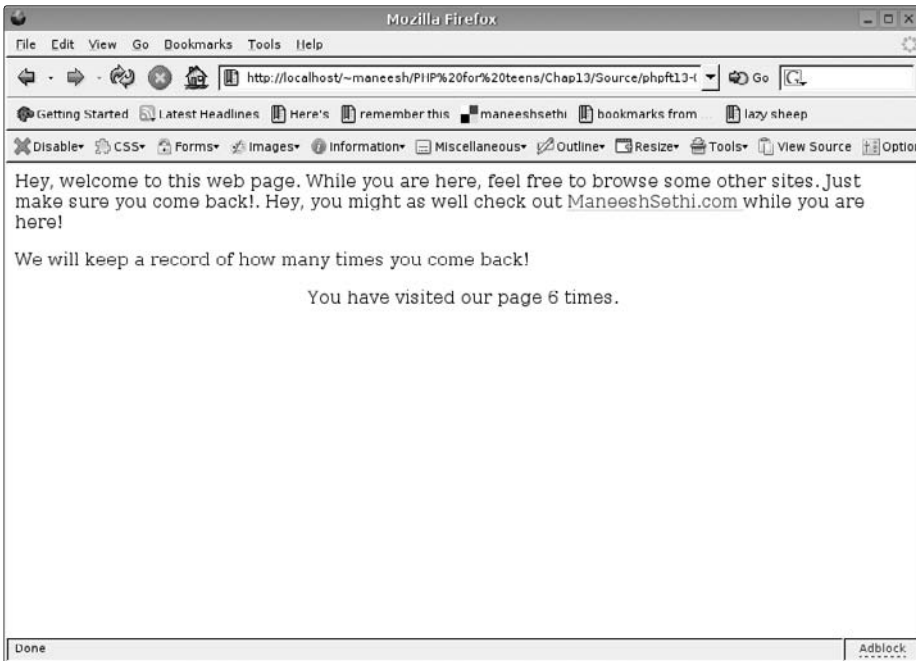 Mozilla Firefox
File Edit View Go Bookmarks Tools Help
http://localhost/~maneesh/PHP%20for%20teens/Chap13/Source/phpft13-( Go G
Getting Started Latest Headlines Here's remember this maneeshsethi bookmarks from ... lazy sheep
Disable CSS Forms Images Information Miscellaneous Outline Resize Tools View Source Optio
Hey, welcome to this web page. While you are here, feel free to browse some other sites. Just
make sure you come back!. Hey, you might as well check out ManeeshSethi.com while you are
here!
We will keep a record of how many times you come back!
You have visited our page 6 times.
Done Adblock